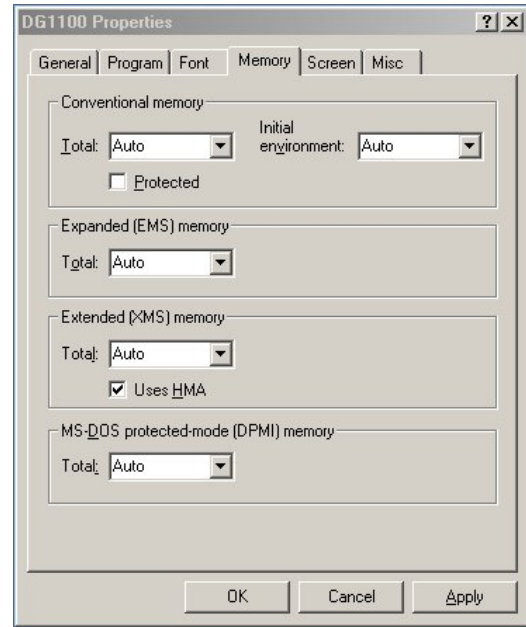 DG1100 Properties
General Program Font Memory Screen Misc
Conventional memory
Total: Auto Initial environment: Auto
Protected
Expanded (EMS) memory
Total: Auto
Extended (XMS) memory
Total: Auto
Uses HMA
MS-DOS protected-mode (DPMI) memory
Total: Auto
OK Cancel Apply